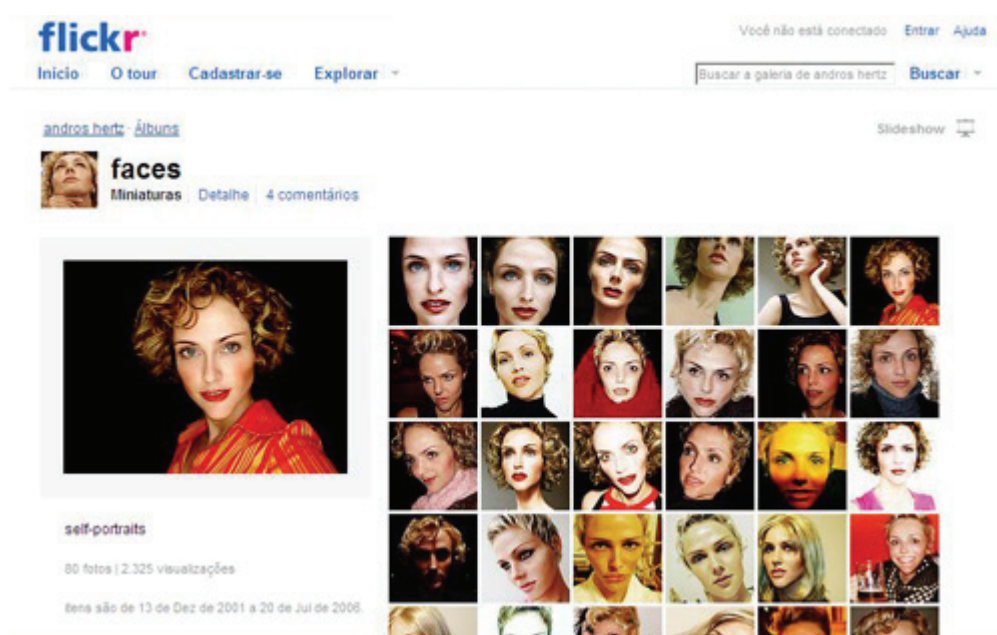 flickr
Você não está conectado Entrar Ajuda
Início O tour Cadastrar-se Explorar
Buscar a galeria de andros hertz Buscar
andros hertz · Álbuns
Slideshow
faces
Miniaturas Detalhe 4 comentários
self-portraits
80 fotos | 2.325 visualizações
itens são de 13 de Dez de 2001 a 20 de Jul de 2006.